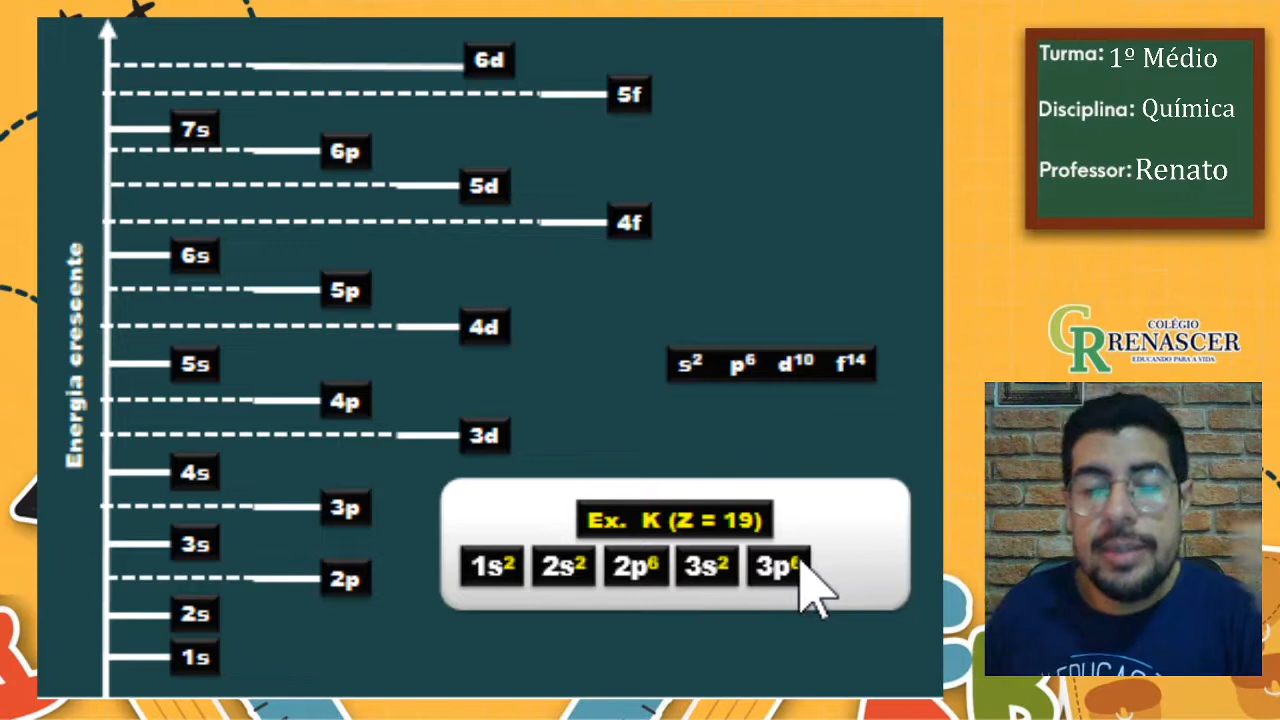 6d
5f
7s
6p
5d
4f
6s
5p
4d
5s
4p
3d
4s
3p
3s
2p
2s
1s
Energia crescente
s² p⁶ d¹⁰ f¹⁴
Ex. K (Z = 19)
1s² 2s² 2p⁶ 3s² 3p⁶
Turma: 1º Médio
Disciplina: Química
Professor: Renato
CR
COLÉGIO
RENASCER
EDUCANDO PARA A VIDA